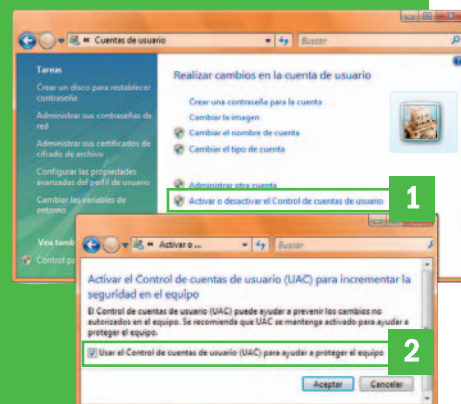 Cuentas de usuario
Buscar
Tareas
Crear un disco para restablecer
contraseña
Administrar sus contraseñas de
red
Administrar sus certificados de
cifrado de archivo
Configurar las propiedades
avanzadas del perfil de usuario
Cambiar las variables de
entorno
Vea tamb
Control pa
Realizar cambios en la cuenta de usuario
Crear una contraseña para la cuenta
Cambiar la imagen
Cambiar el nombre de cuenta
Cambiar el tipo de cuenta
Administrar otra cuenta
Activar o desactivar el Control de cuentas de usuario
1
Activar o ...
Buscar
Activar el Control de cuentas de usuario (UAC) para incrementar la
seguridad en el equipo
El Control de cuentas de usuario (UAC) puede ayudar a prevenir los cambios no
autorizados en el equipo. Se recomienda que UAC se mantenga activado para ayudar a
proteger el equipo.
Usar el Control de cuentas de usuario (UAC) para ayudar a proteger el equipo
2
Aceptar
Cancelar